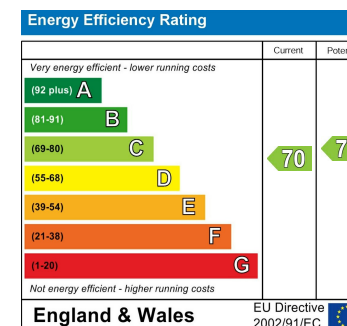 Energy Efficiency Rating
Current
Very energy efficient - lower running costs
(92 plus) A
(81-91) B
(69-80) C
70
(55-68) D
(39-54) E
(21-38) F
(1-20) G
Not energy efficient - higher running costs
England & Wales
EU Directive
2002/91/EC